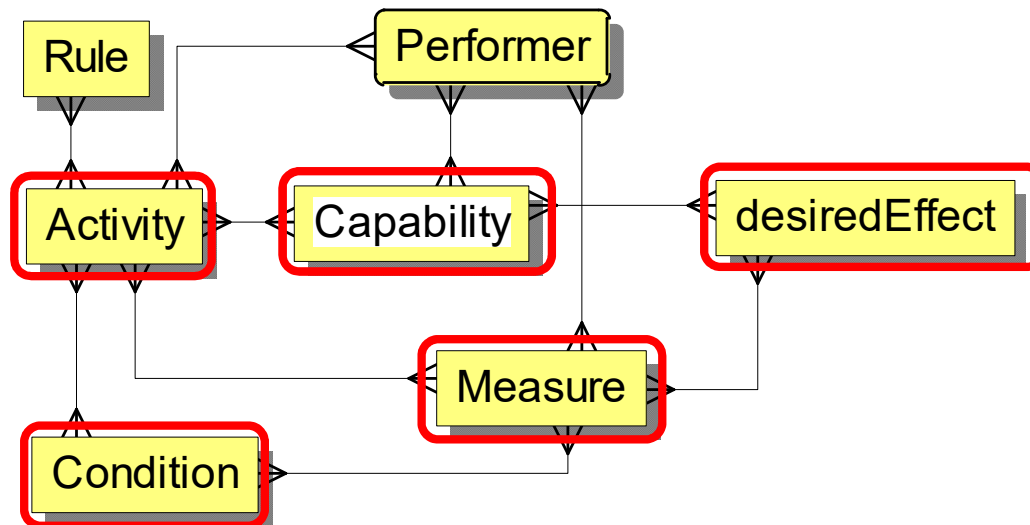 Rule
Performer
Activity
Capability
desiredEffect
Measure
Condition